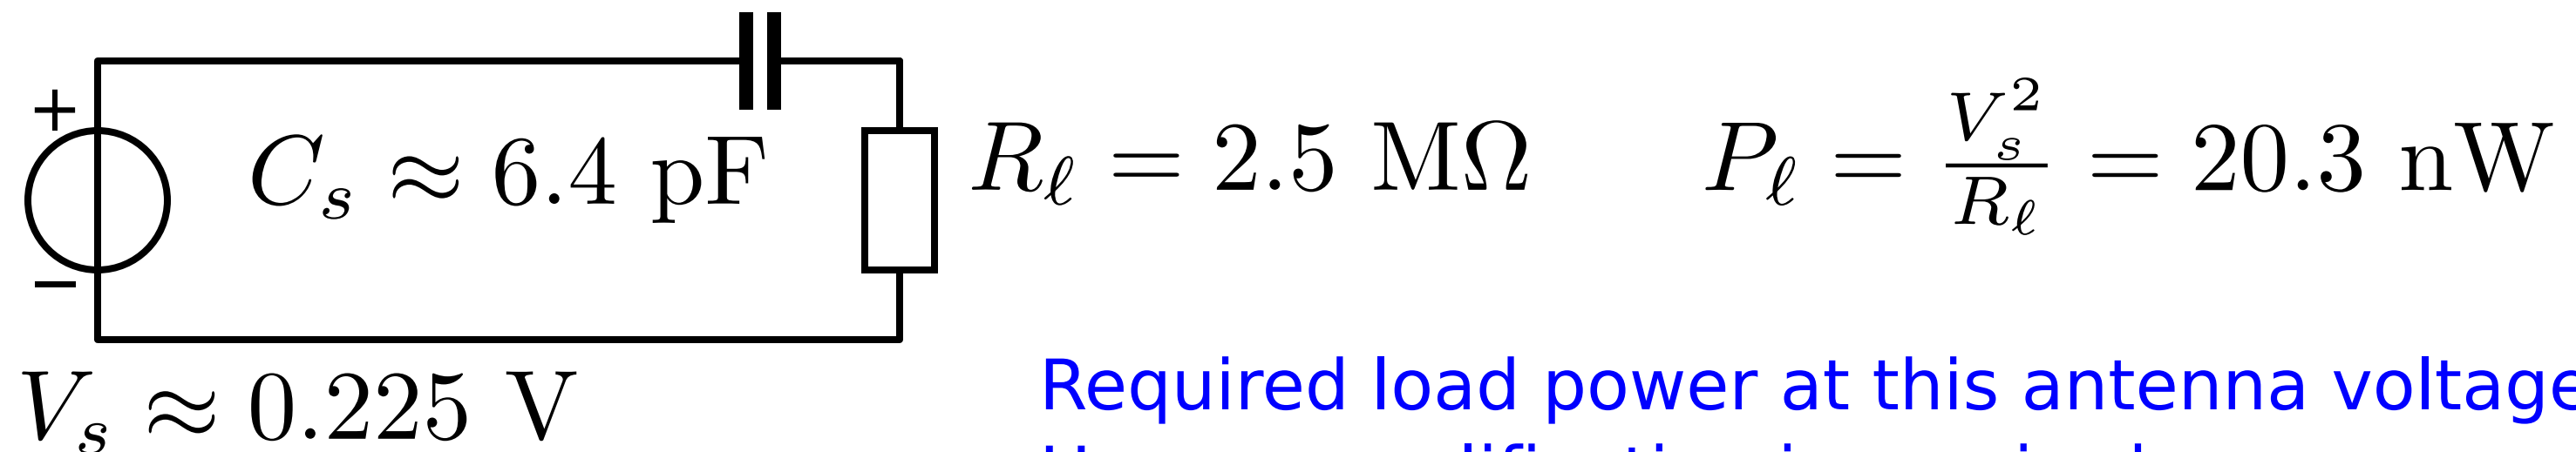 +
C_s ≈ 6.4 pF
R_ℓ = 2.5 MΩ
P_ℓ = V_s^2 / R_ℓ = 20.3 nW
−
V_s ≈ 0.225 V
Required load power at this antenna voltage